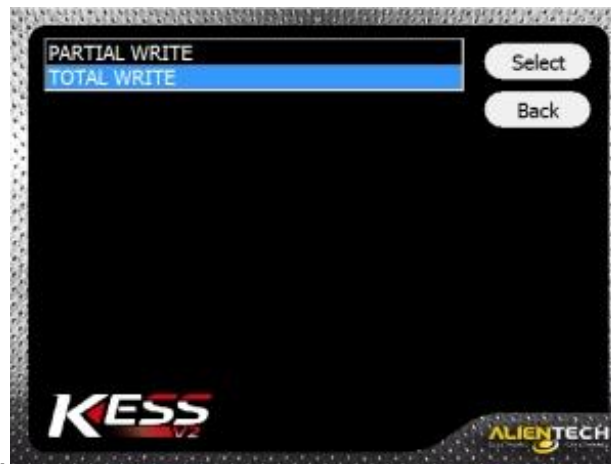 PARTIAL WRITE
TOTAL WRITE
Select
Back
KESS
V2
ALIENTECH